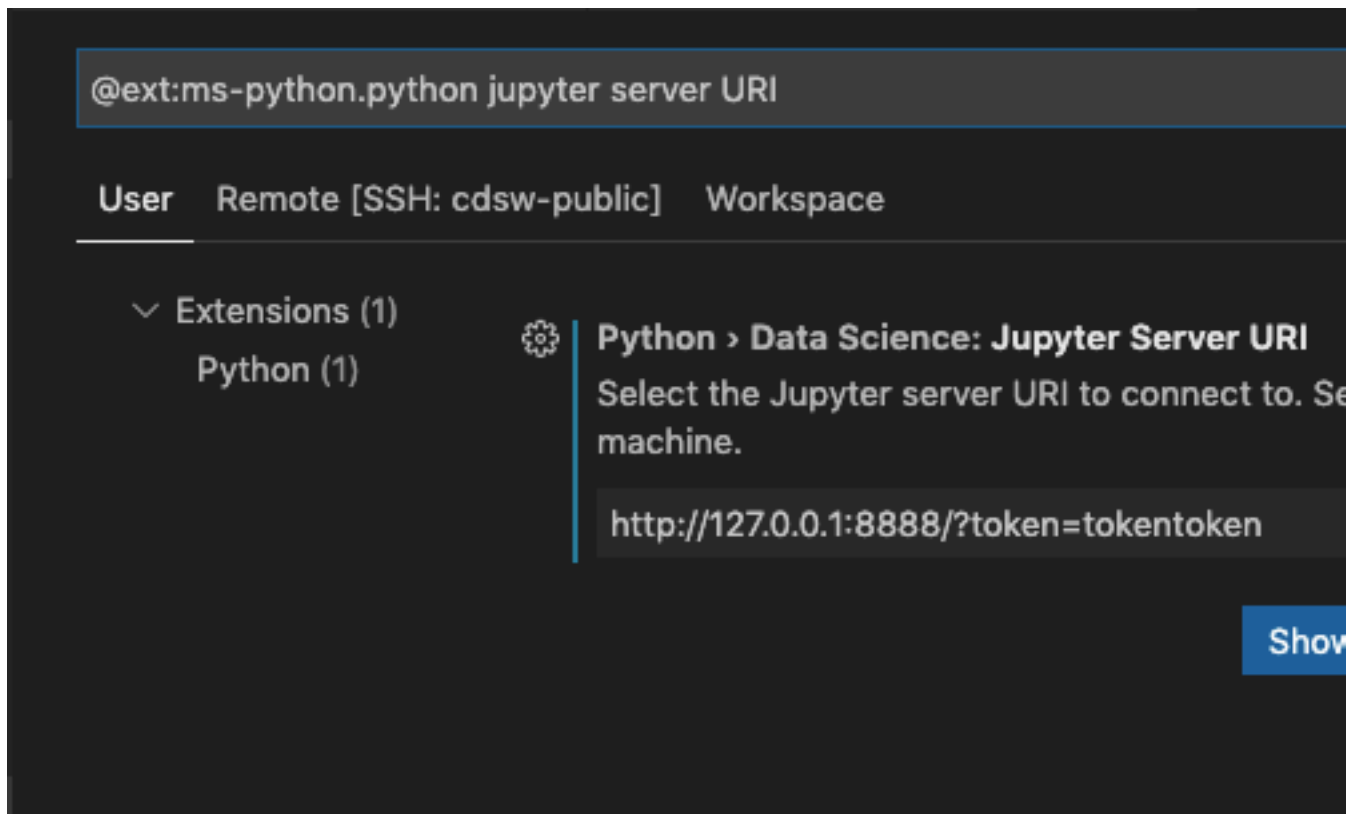 @ext:ms-python.python jupyter server URI
User Remote [SSH: cdsw-public] Workspace
Extensions (1)
Python (1)
Python › Data Science: Jupyter Server URI
Select the Jupyter server URI to connect to. Se
machine.
http://127.0.0.1:8888/?token=tokentoken
Show